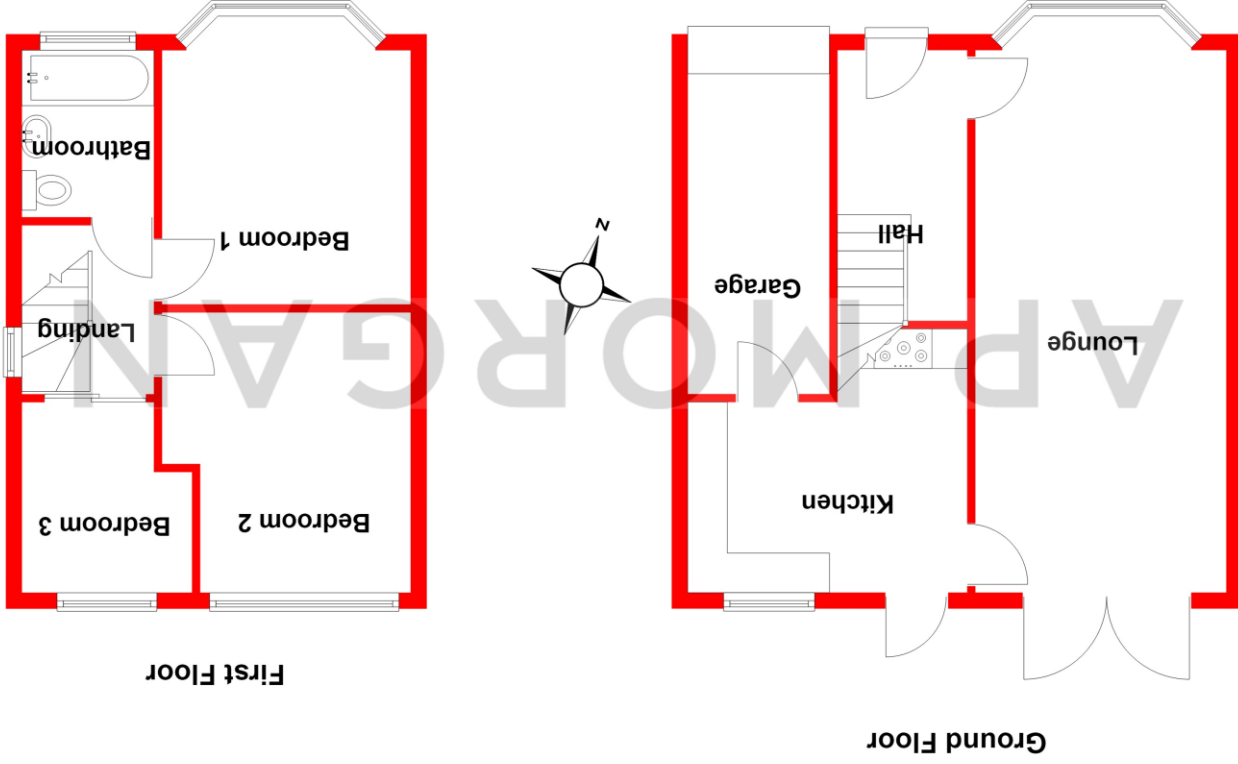 Ground Floor
First Floor
Kitchen
Bedroom 2
Bedroom 3
Lounge
Landing
Garage
Hall
Bedroom 1
Bathroom
N
AP MORGAN